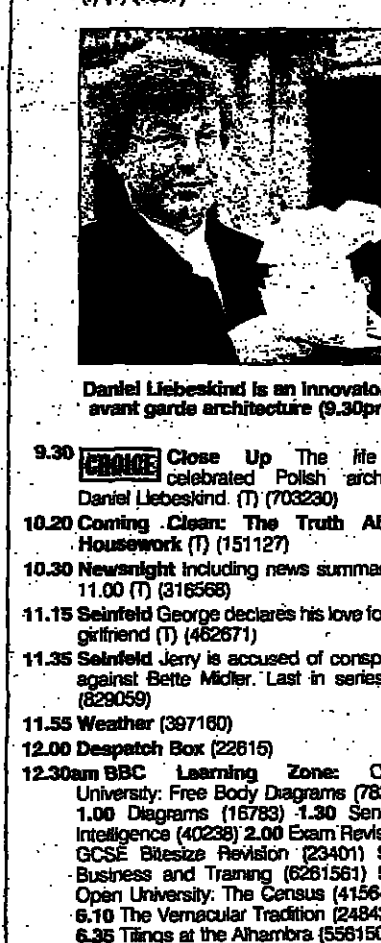 Daniel Liebeskind is an innovato
avant garde architecture (9.30pr
9.30 CHOICE Close Up The life
celebrated Polish arch
Daniel Liebeskind. (T) (703230)
10.20 Coming Clean: The Truth Ab
Housework (T) (151127)
10.30 Newsnight Including news summa
11.00 (T) (316568)
11.15 Seinfeld George declares his love fo
girlfriend (T) (462671)
11.35 Seinfeld Jerry is accused of consp
against Bette Midler. Last in series
(829059)
11.55 Weather (397160)
12.00 Despatch Box (22615)
12.30am BBC Learning Zone: O
University: Free Body Diagrams (782
1.00 Diagrams (16783) 1.30 Sen
Intelligence (40238) 2.00 Exam Revis
GCSE Bitesize Revision (23401)
Business and Training (6261561)
Open University: The Census (41564
6.10 The Vernacular Tradition (24842
6.35 Tilings at the Alhambra (556150